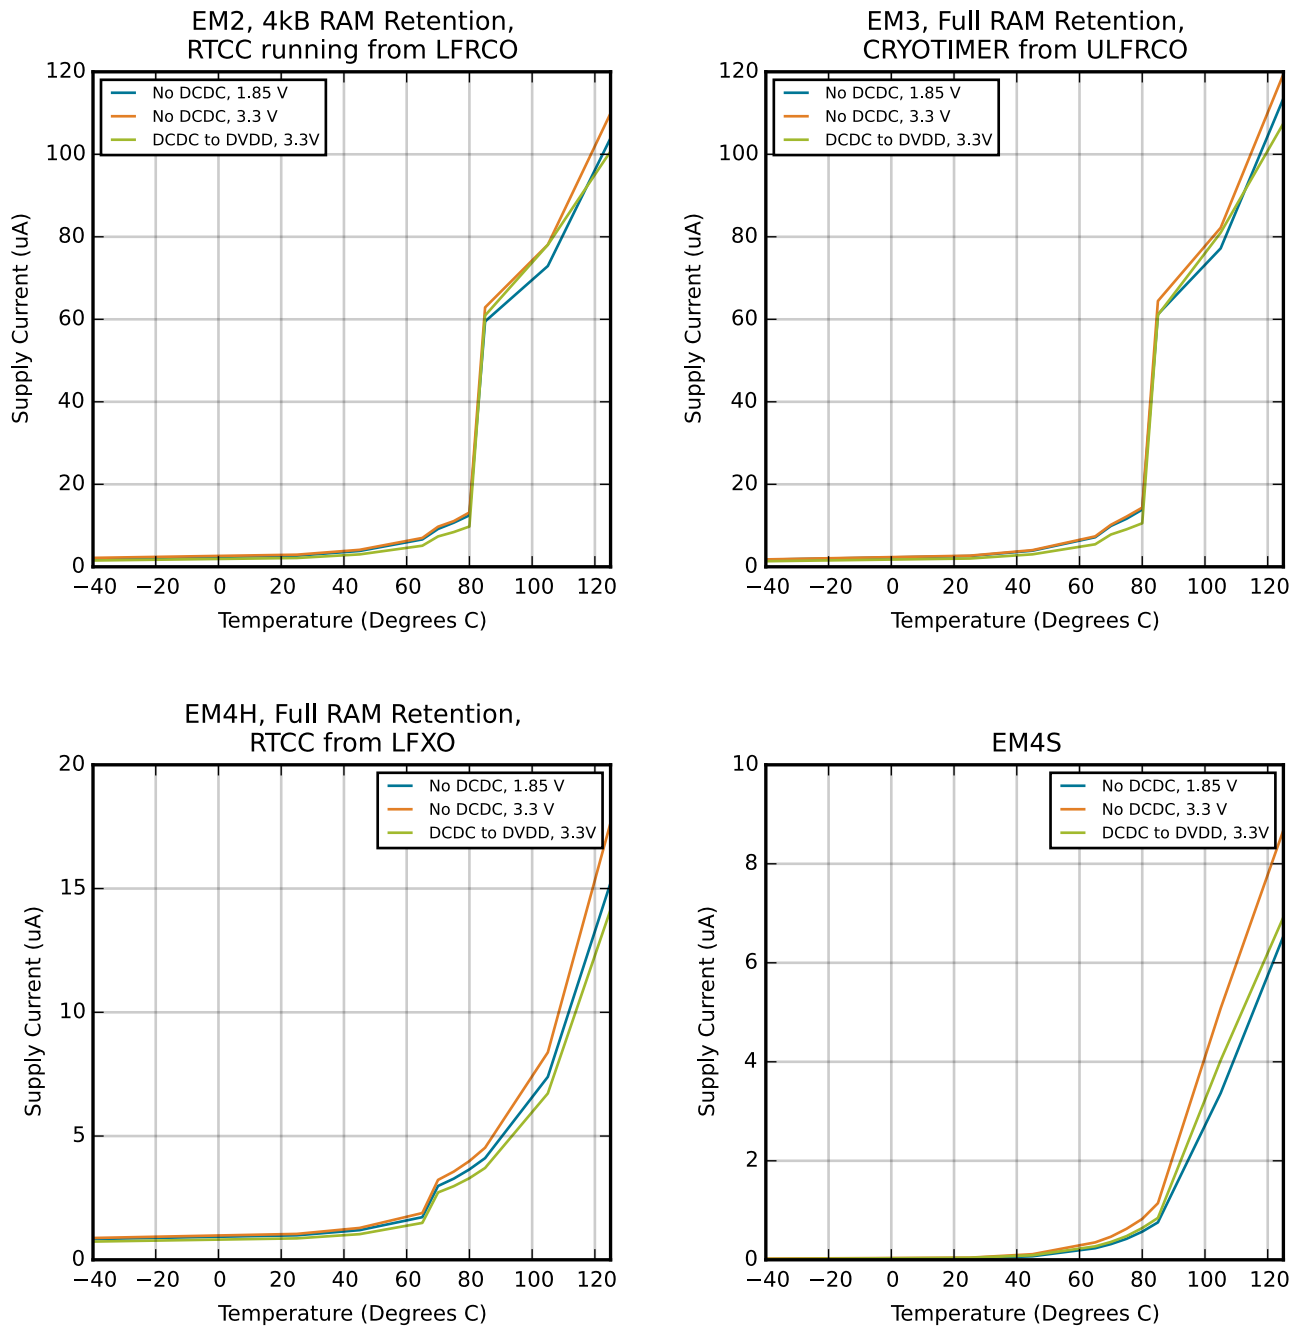 EM2, 4kB RAM Retention,
RTCC running from LFRCO
120
100
80
60
40
20
0
Supply Current (uA)
No DCDC, 1.85 V
No DCDC, 3.3 V
DCDC to DVDD, 3.3V
−40 −20 0 20 40 60 80 100 120
Temperature (Degrees C)
EM3, Full RAM Retention,
CRYOTIMER from ULFRCO
120
100
80
60
40
20
0
Supply Current (uA)
No DCDC, 1.85 V
No DCDC, 3.3 V
DCDC to DVDD, 3.3V
−40 −20 0 20 40 60 80 100 120
Temperature (Degrees C)
EM4H, Full RAM Retention,
RTCC from LFXO
20
15
10
5
0
Supply Current (uA)
No DCDC, 1.85 V
No DCDC, 3.3 V
DCDC to DVDD, 3.3V
−40 −20 0 20 40 60 80 100 120
Temperature (Degrees C)
EM4S
10
8
6
4
2
0
Supply Current (uA)
No DCDC, 1.85 V
No DCDC, 3.3 V
DCDC to DVDD, 3.3V
−40 −20 0 20 40 60 80 100 120
Temperature (Degrees C)